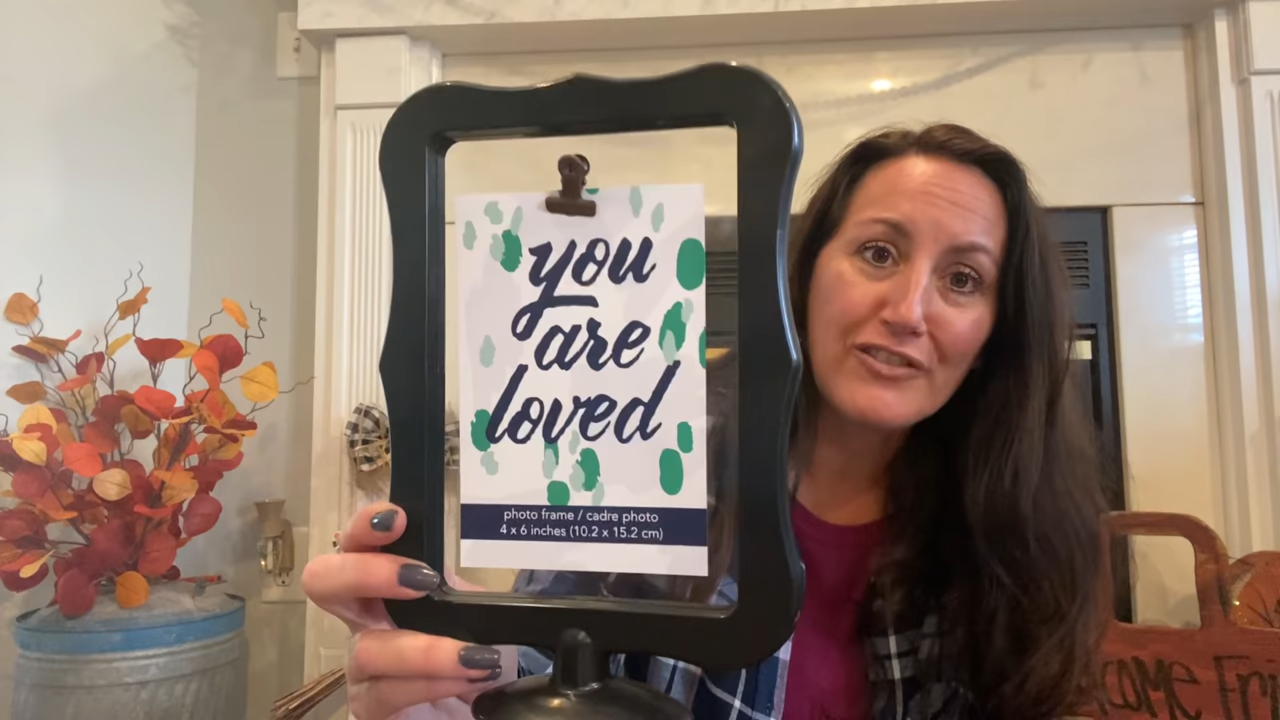 you
are
loved
photo frame / cadre photo
4 x 6 inches (10.2 x 15.2 cm)